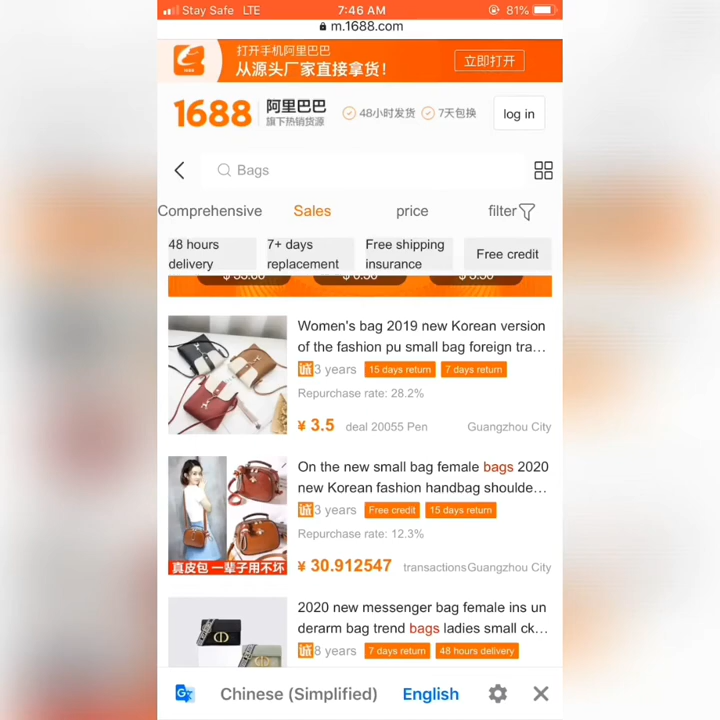 Stay Safe LTE 7:46 AM 81%
m.1688.com
打开手机阿里巴巴
从源头厂家直接拿货!
立即打开
1688
1688 阿里巴巴
旗下热销货源
48小时发货 7天包换
log in
Bags
Comprehensive Sales price filter
48 hours delivery
7+ days replacement
Free shipping insurance
Free credit
Women's bag 2019 new Korean version
of the fashion pu small bag foreign tra…
诚 3 years 15 days return 7 days return
Repurchase rate: 28.2%
¥ 3.5 deal 20055 Pen Guangzhou City
On the new small bag female bags 2020
new Korean fashion handbag shoulde…
诚 3 years Free credit 15 days return
Repurchase rate: 12.3%
¥ 30.912547 transactions Guangzhou City
真皮包 一辈子用不坏
2020 new messenger bag female ins un
derarm bag trend bags ladies small ck…
诚 8 years 7 days return 48 hours delivery
G Chinese (Simplified) English